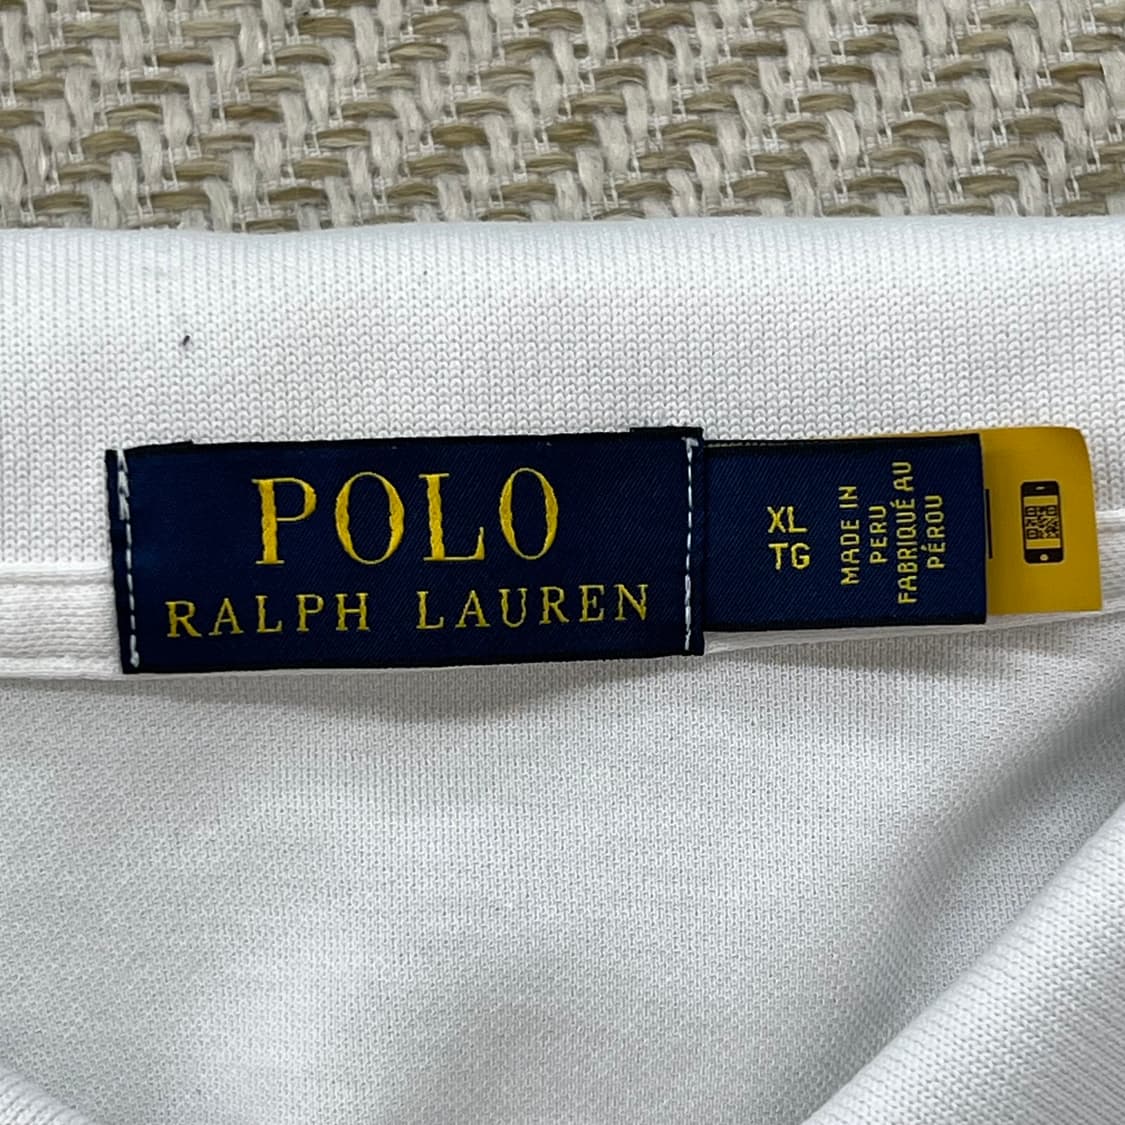 POLO
RALPH LAUREN
XL
TG
MADE IN
PERU
FABRIQUÉ AU
PÉROU